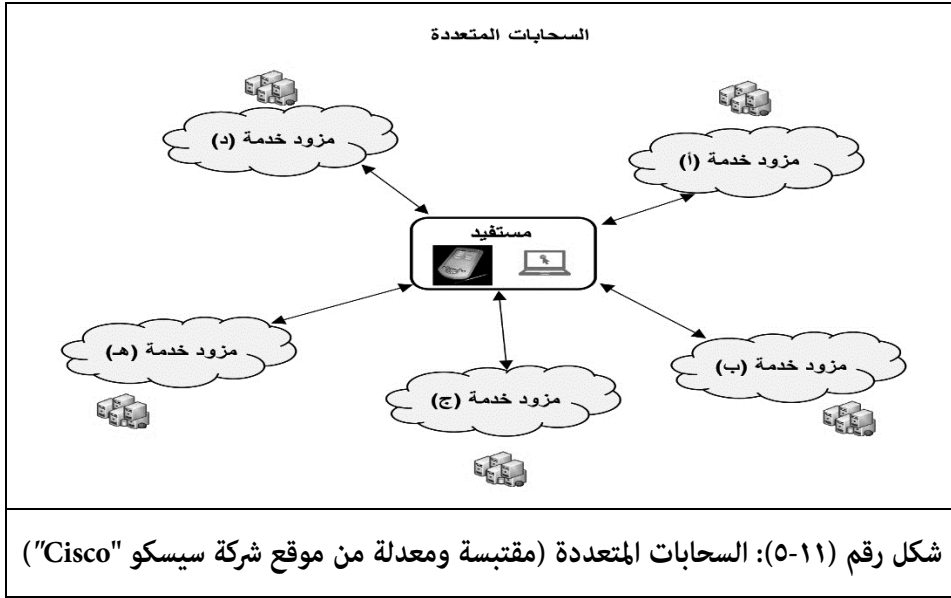 السحابات المتعددة
مزود خدمة (د)
مزود خدمة (أ)
مستفيد
مزود خدمة (هـ)
مزود خدمة (ج)
مزود خدمة (ب)
شكل رقم (١١-٥): السحابات المتعددة (مقتبسة ومعدلة من موقع شركة سيسكو "Cisco")